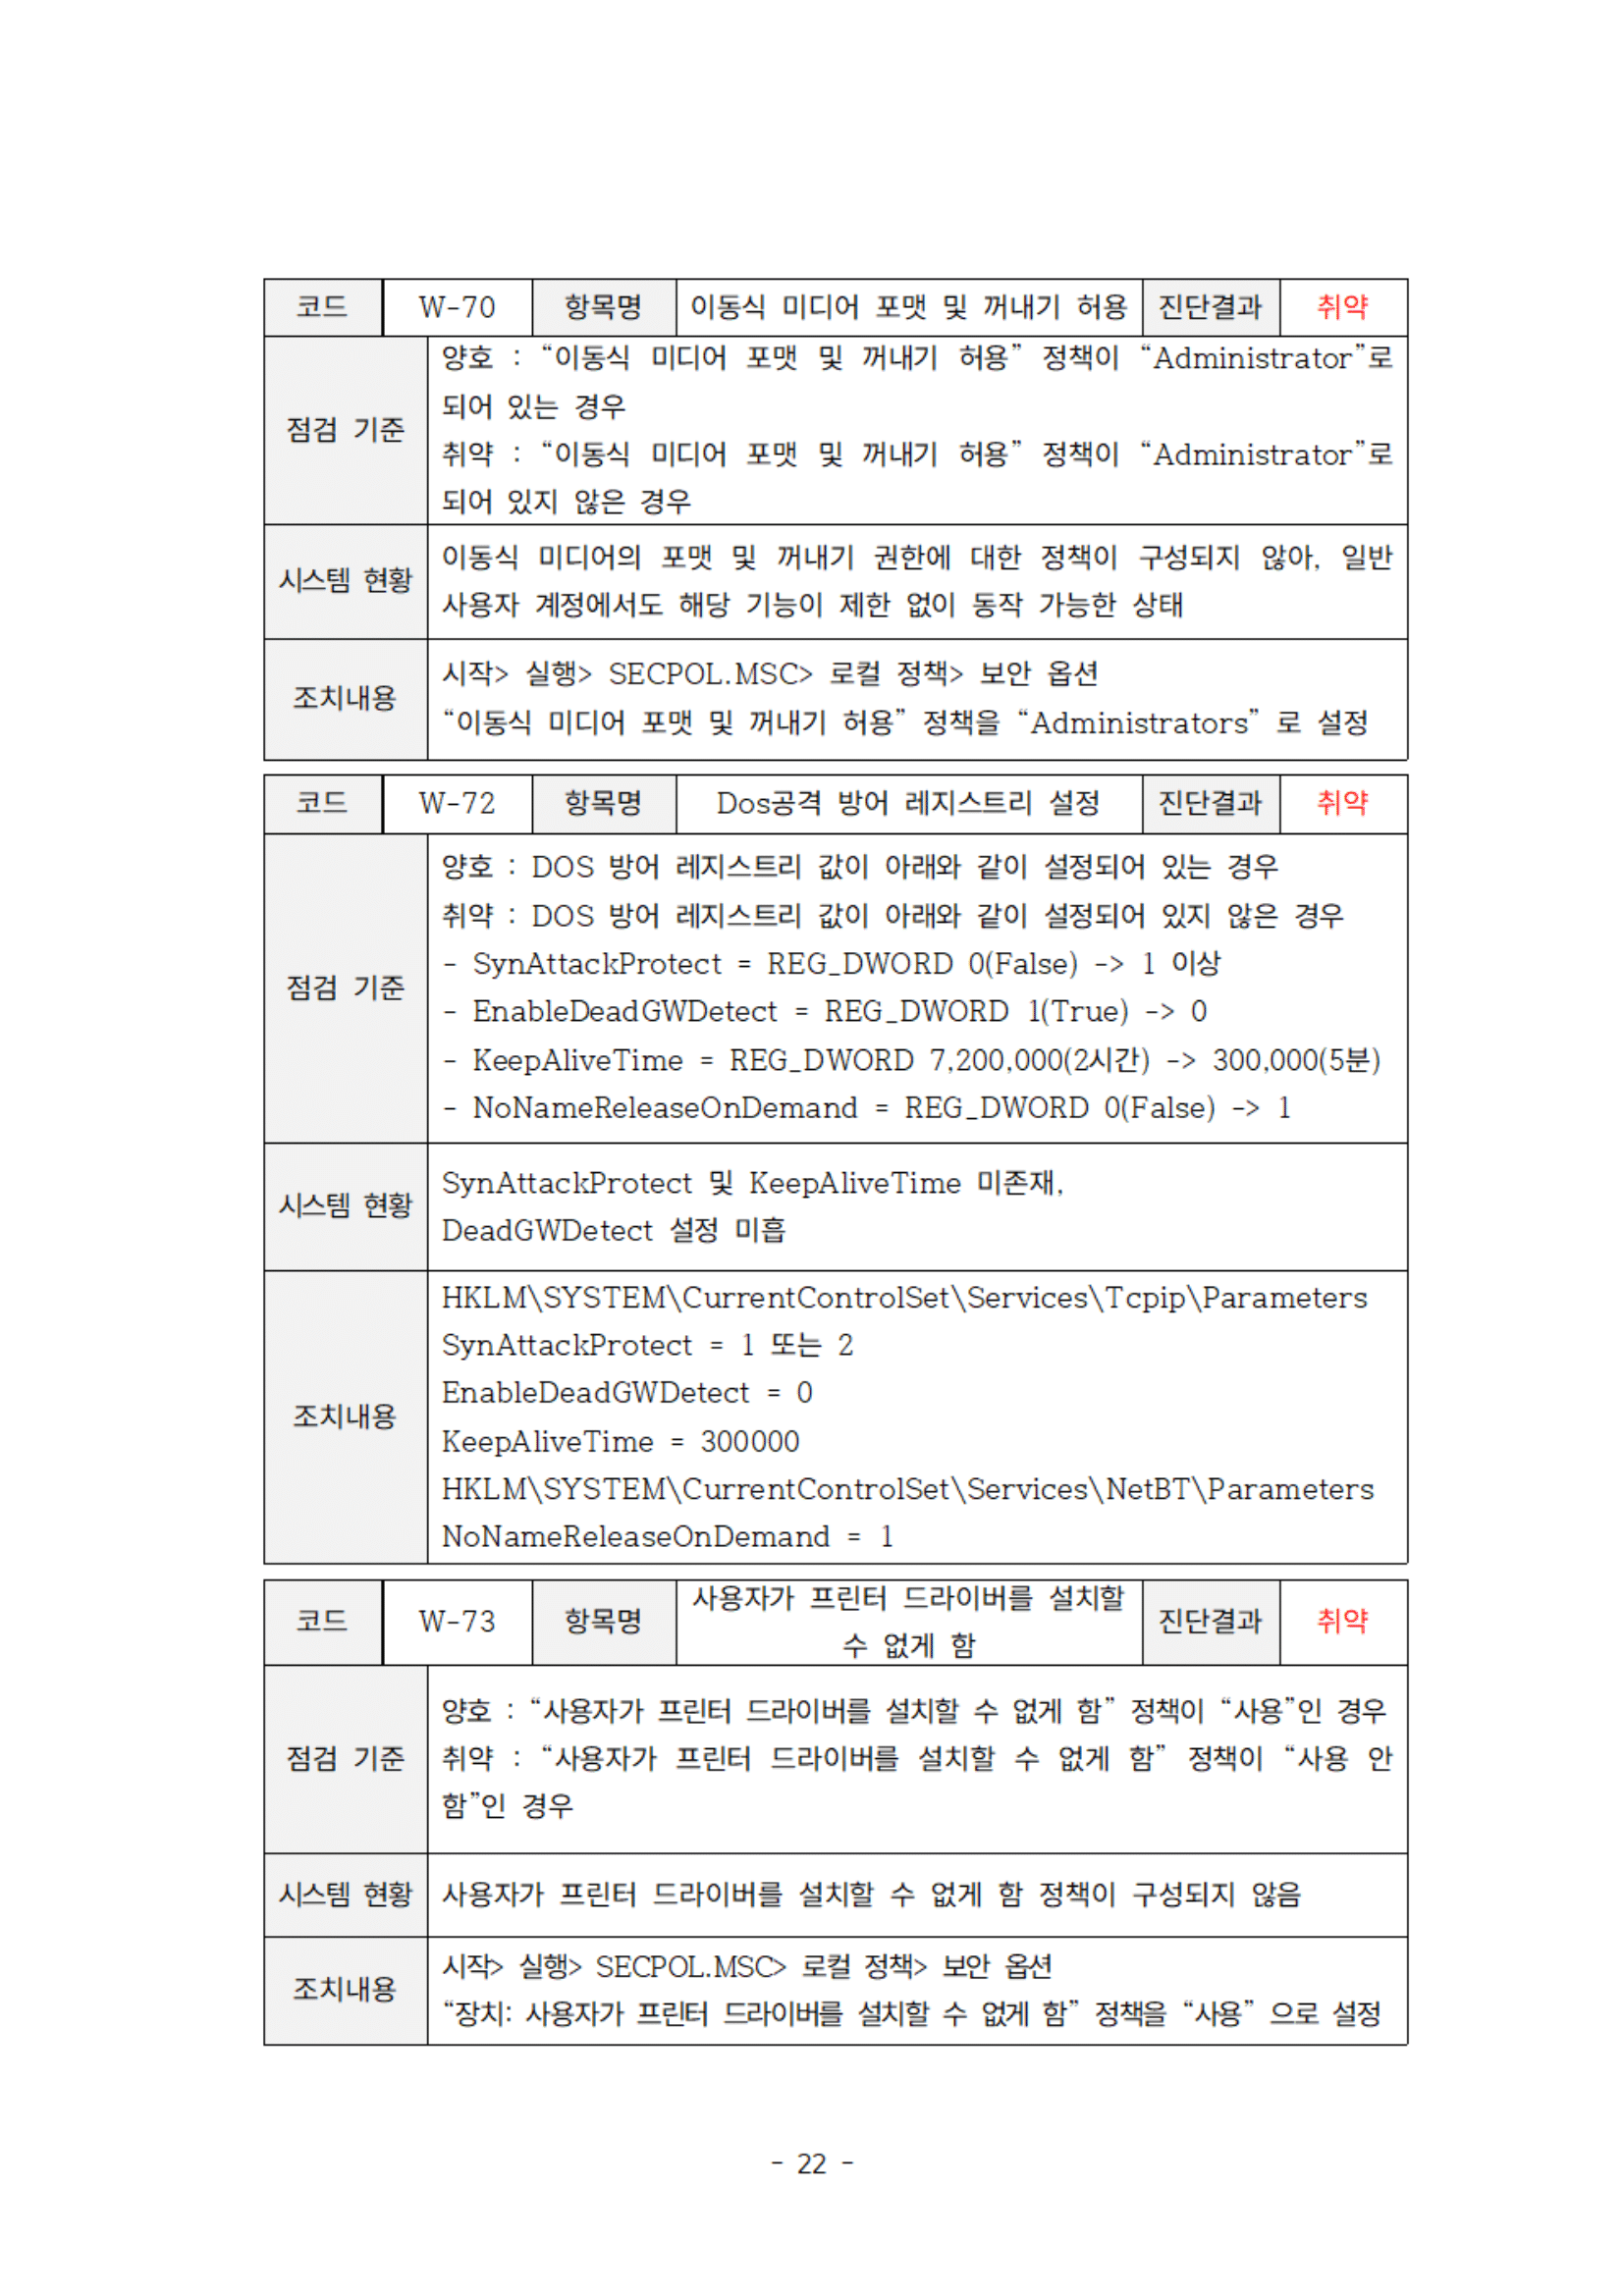 코드 W-70 항목명 이동식 미디어 포맷 및 꺼내기 허용 진단결과 취약
점검 기준
양호 : “이동식 미디어 포맷 및 꺼내기 허용” 정책이 “Administrator”로
되어 있는 경우
취약 : “이동식 미디어 포맷 및 꺼내기 허용” 정책이 “Administrator”로
되어 있지 않은 경우
시스템 현황
이동식 미디어의 포맷 및 꺼내기 권한에 대한 정책이 구성되지 않아, 일반
사용자 계정에서도 해당 기능이 제한 없이 동작 가능한 상태
조치내용
시작> 실행> SECPOL.MSC> 로컬 정책> 보안 옵션
“이동식 미디어 포맷 및 꺼내기 허용” 정책을 “Administrators” 로 설정
코드 W-72 항목명 Dos공격 방어 레지스트리 설정 진단결과 취약
점검 기준
양호 : DOS 방어 레지스트리 값이 아래와 같이 설정되어 있는 경우
취약 : DOS 방어 레지스트리 값이 아래와 같이 설정되어 있지 않은 경우
- SynAttackProtect = REG_DWORD 0(False) -> 1 이상
- EnableDeadGWDetect = REG_DWORD 1(True) -> 0
- KeepAliveTime = REG_DWORD 7,200,000(2시간) -> 300,000(5분)
- NoNameReleaseOnDemand = REG_DWORD 0(False) -> 1
시스템 현황
SynAttackProtect 및 KeepAliveTime 미존재,
DeadGWDetect 설정 미흡
조치내용
HKLM\SYSTEM\CurrentControlSet\Services\Tcpip\Parameters
SynAttackProtect = 1 또는 2
EnableDeadGWDetect = 0
KeepAliveTime = 300000
HKLM\SYSTEM\CurrentControlSet\Services\NetBT\Parameters
NoNameReleaseOnDemand = 1
코드 W-73 항목명 사용자가 프린터 드라이버를 설치할
수 없게 함 진단결과 취약
점검 기준
양호 : “사용자가 프린터 드라이버를 설치할 수 없게 함” 정책이 “사용”인 경우
취약 : “사용자가 프린터 드라이버를 설치할 수 없게 함” 정책이 “사용 안
함”인 경우
시스템 현황
사용자가 프린터 드라이버를 설치할 수 없게 함 정책이 구성되지 않음
조치내용
시작> 실행> SECPOL.MSC> 로컬 정책> 보안 옵션
“장치: 사용자가 프린터 드라이버를 설치할 수 없게 함” 정책을 “사용” 으로 설정
- 22 -